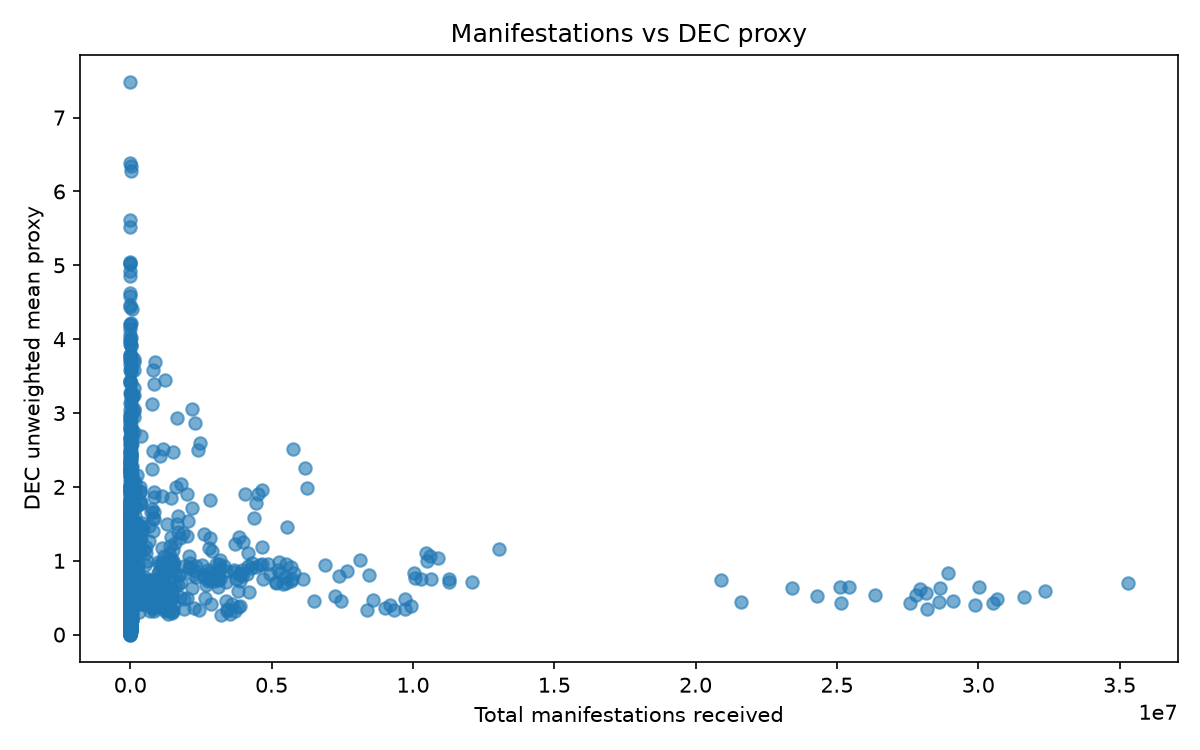 Manifestations vs DEC proxy
DEC unweighted mean proxy
7
6
5
4
3
2
1
0
0.0 0.5 1.0 1.5 2.0 2.5 3.0 3.5
1e7
Total manifestations received